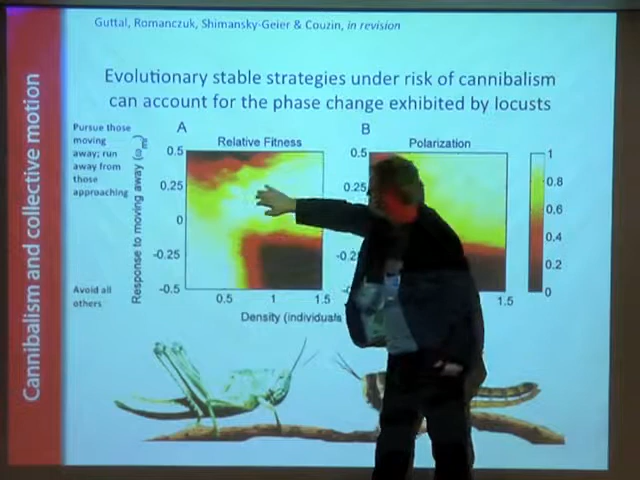 Guttal, Romanczuk, Shimansky-Geier & Couzin, in revision
Cannibalism and collective motion
Evolutionary stable strategies under risk of cannibalism
can account for the phase change exhibited by locusts
Pursue those
moving
away; run
away from
those
approaching
Avoid all
others
A
Relative Fitness
Response to moving away (ω
0.5
0.25
0
-0.25
-0.5
0.5
1
1.5
Density (individuals
B
Polarization
0.5
0.25
1.5
1
0.8
0.6
0.4
0.2
0